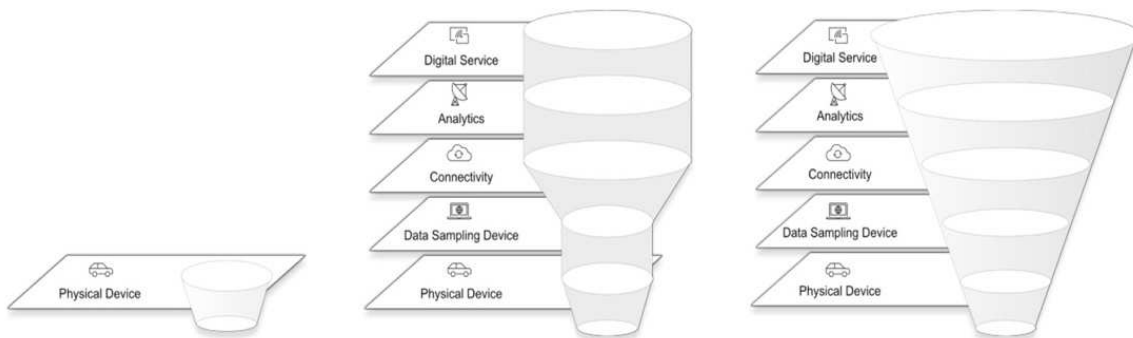 Physical Device
Digital Service
Analytics
Connectivity
Data Sampling Device
Physical Device
Digital Service
Analytics
Connectivity
Data Sampling Device
Physical Device